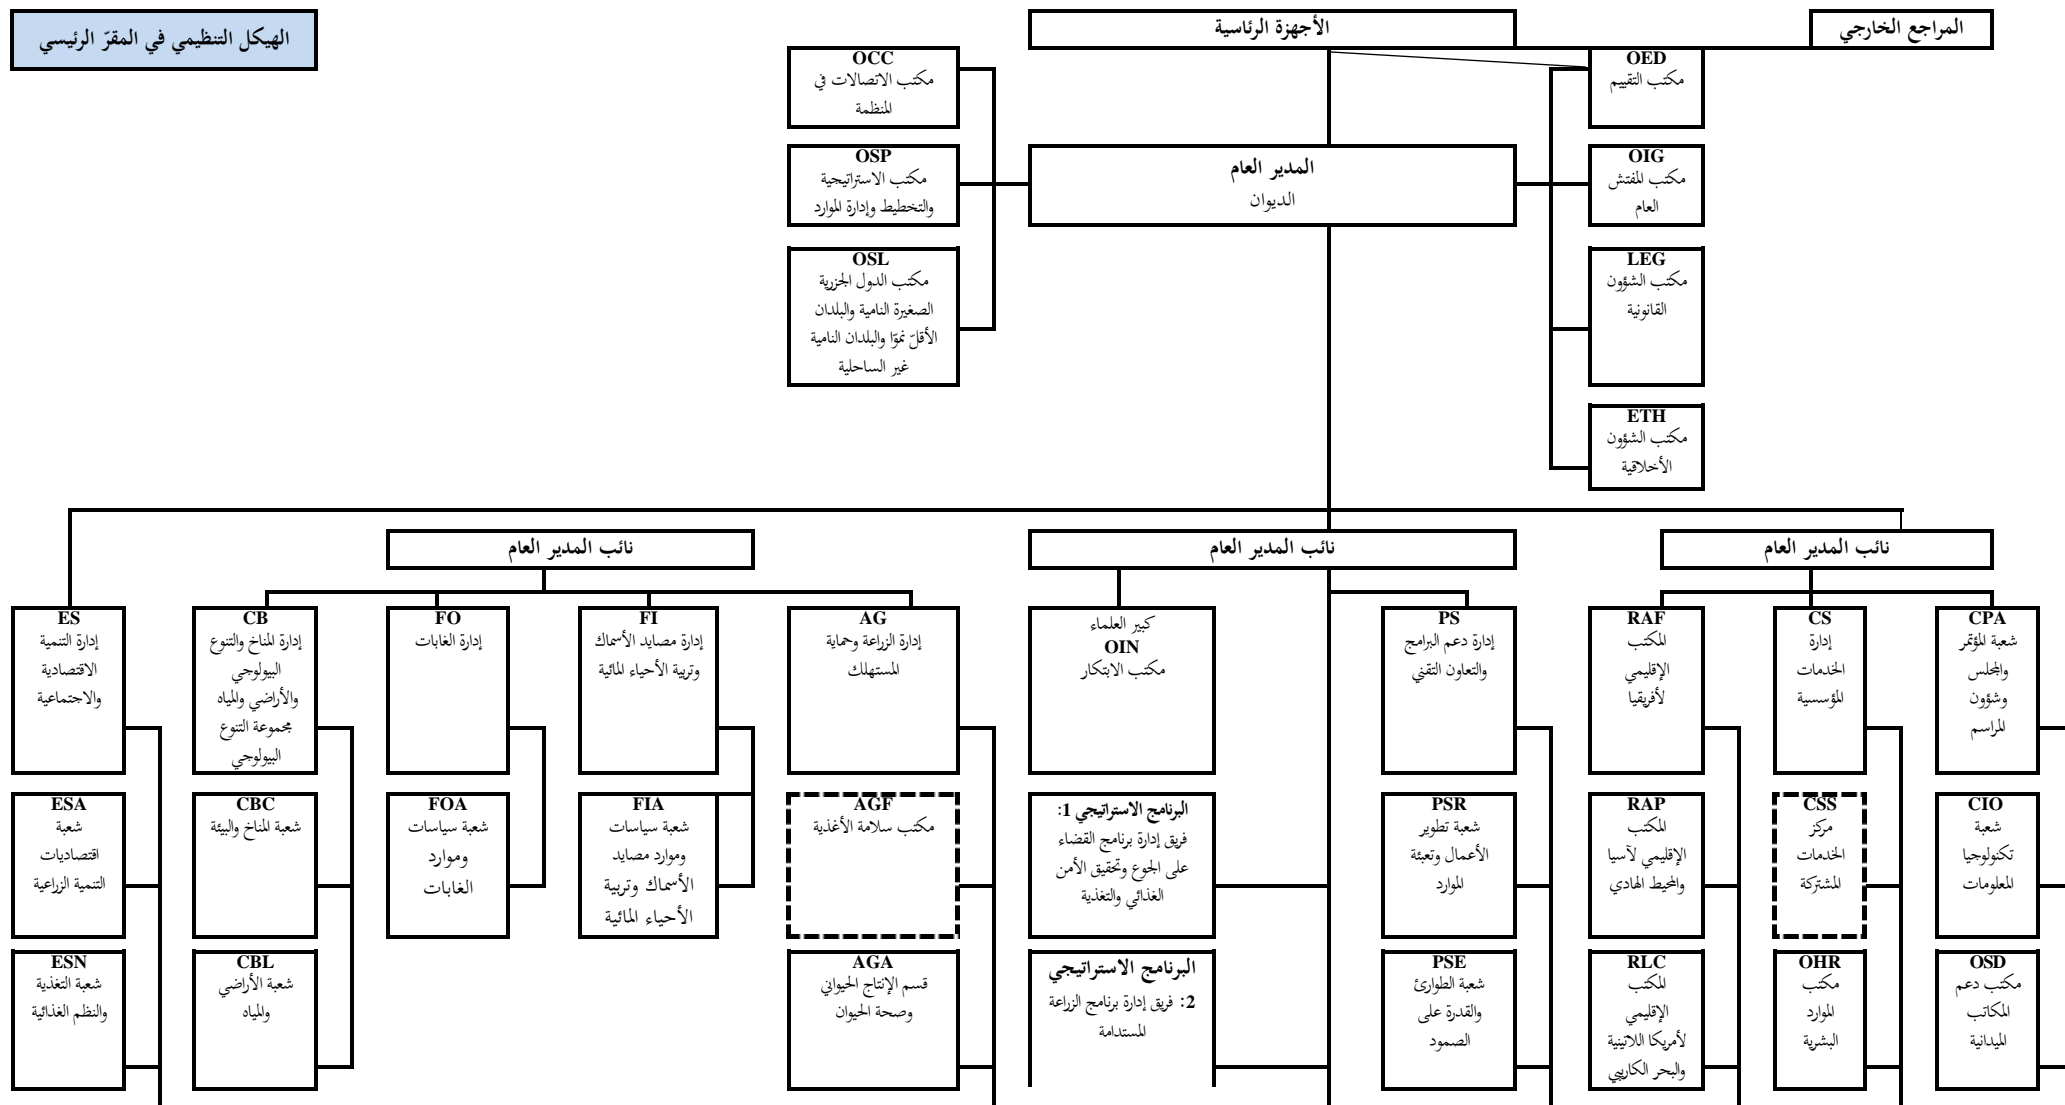 الهيكل التنظيمي في المقرّ الرئيسي
الأجهزة الرئاسية
المراجع الخارجي
OCC
مكتب الاتصالات في
المنظمة
OED
مكتب التقييم
OSP
مكتب الاستراتيجية
والتخطيط وإدارة الموارد
المدير العام
الديوان
OIG
مكتب المفتش
العام
OSL
مكتب الدول الجزرية
الصغيرة النامية والبلدان
الأقلّ نموّا والبلدان النامية
غير الساحلية
LEG
مكتب الشؤون
القانونية
ETH
مكتب الشؤون
الأخلاقية
نائب المدير العام
نائب المدير العام
نائب المدير العام
CPA
شعبة المؤتمر
والمجلس
وشؤون
المراسم
CS
إدارة
الخدمات
المؤسسية
RAF
المكتب
الإقليمي
لأفريقيا
PS
إدارة دعم البرامج
والتعاون التقني
كبير العلماء
OIN
مكتب الابتكار
AG
إدارة الزراعة وحماية
المستهلك
FI
إدارة مصايد الأسماك
وتربية الأحياء المائية
FO
إدارة الغابات
CB
إدارة المناخ والتنوع
البيولوجي
والأراضي والمياه
مجموعة التنوع
البيولوجي
ES
إدارة التنمية
الاقتصادية
والاجتماعية
CIO
شعبة
تكنولوجيا
المعلومات
CSS
مركز
الخدمات
المشتركة
RAP
المكتب
الإقليمي لآسيا
والمحيط الهادي
PSR
شعبة تطوير
الأعمال وتعبئة
الموارد
البرنامج الاستراتيجي 1:
فريق إدارة برنامج القضاء
على الجوع وتحقيق الأمن
الغذائي والتغذية
AGF
مكتب سلامة الأغذية
FIA
شعبة سياسات
وموارد مصايد
الأسماك وتربية
الأحياء المائية
FOA
شعبة سياسات
وموارد
الغابات
CBC
شعبة المناخ والبيئة
ESA
شعبة
اقتصاديات
التنمية الزراعية
OSD
مكتب دعم
المكاتب
الميدانية
OHR
مكتب
الموارد
البشرية
RLC
المكتب
الإقليمي
لأمريكا اللاتينية
والبحر الكاريبي
PSE
شعبة الطوارئ
والقدرة على
الصمود
البرنامج الاستراتيجي
2: فريق إدارة برنامج الزراعة
المستدامة
AGA
قسم الإنتاج الحيواني
وصحة الحيوان
CBL
شعبة الأراضي
والمياه
ESN
شعبة التغذية
والنظم الغذائية